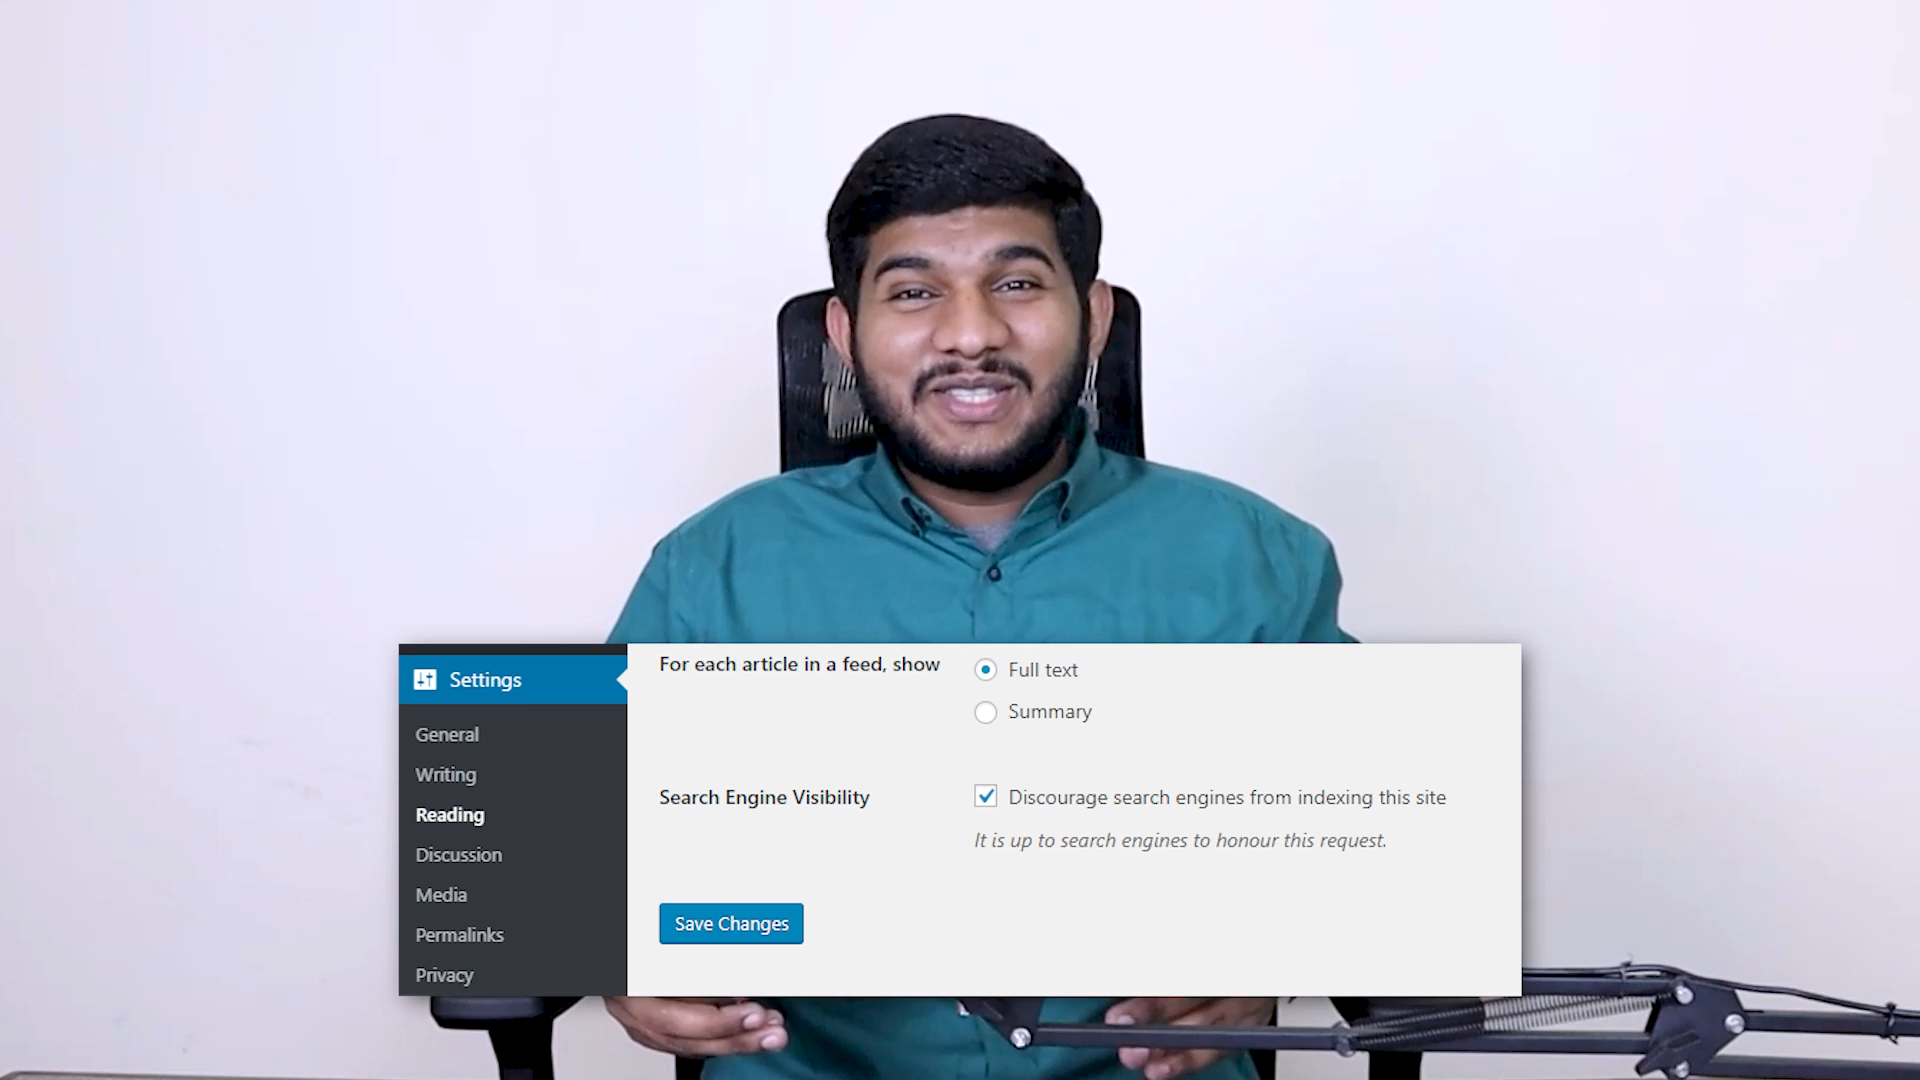 Settings
General
Writing
Reading
Discussion
Media
Permalinks
Privacy
For each article in a feed, show
Full text
Summary
Search Engine Visibility
Discourage search engines from indexing this site
It is up to search engines to honour this request.
Save Changes